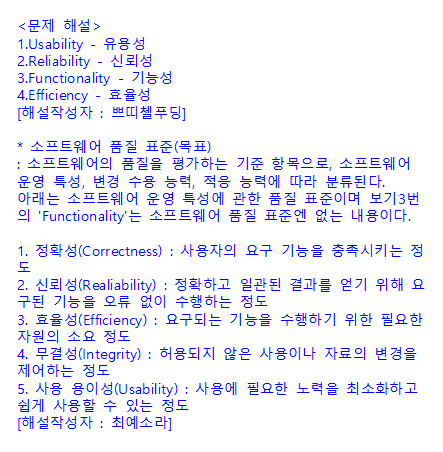 <문제 해설>
1.Usability - 유용성
2.Reliability - 신뢰성
3.Functionality - 기능성
4.Efficiency - 효율성
[해설작성자 : 쁘띠첼푸딩]

* 소프트웨어 품질 표준(목표)
: 소프트웨어의 품질을 평가하는 기준 항목으로, 소프트웨어
운영 특성, 변경 수용 능력, 적응 능력에 따라 분류된다.
아래는 소프트웨어 운영 특성에 관한 품질 표준이며 보기3번
의 'Functionality'는 소프트웨어 품질 표준엔 없는 내용이다.

1. 정확성(Correctness) : 사용자의 요구 기능을 충족시키는 정
도
2. 신뢰성(Realiability) : 정확하고 일관된 결과를 얻기 위해 요
구된 기능을 오류 없이 수행하는 정도
3. 효율성(Efficiency) : 요구되는 기능을 수행하기 위한 필요한
자원의 소요 정도
4. 무결성(Integrity) : 허용되지 않은 사용이나 자료의 변경을
제어하는 정도
5. 사용 용이성(Usability) : 사용에 필요한 노력을 최소화하고
쉽게 사용할 수 있는 정도
[해설작성자 : 최예소라]